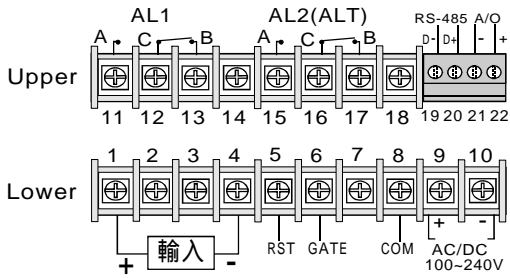 AL1 AL2(ALT) RS-485 A/O
A C B A C B D- D+ - +
Upper
11 12 13 14 15 16 17 18 19 20 21 22
1 2 3 4 5 6 7 8 9 10
Lower
+ -
+ 輸入 - RST GATE COM AC/DC
100~240V